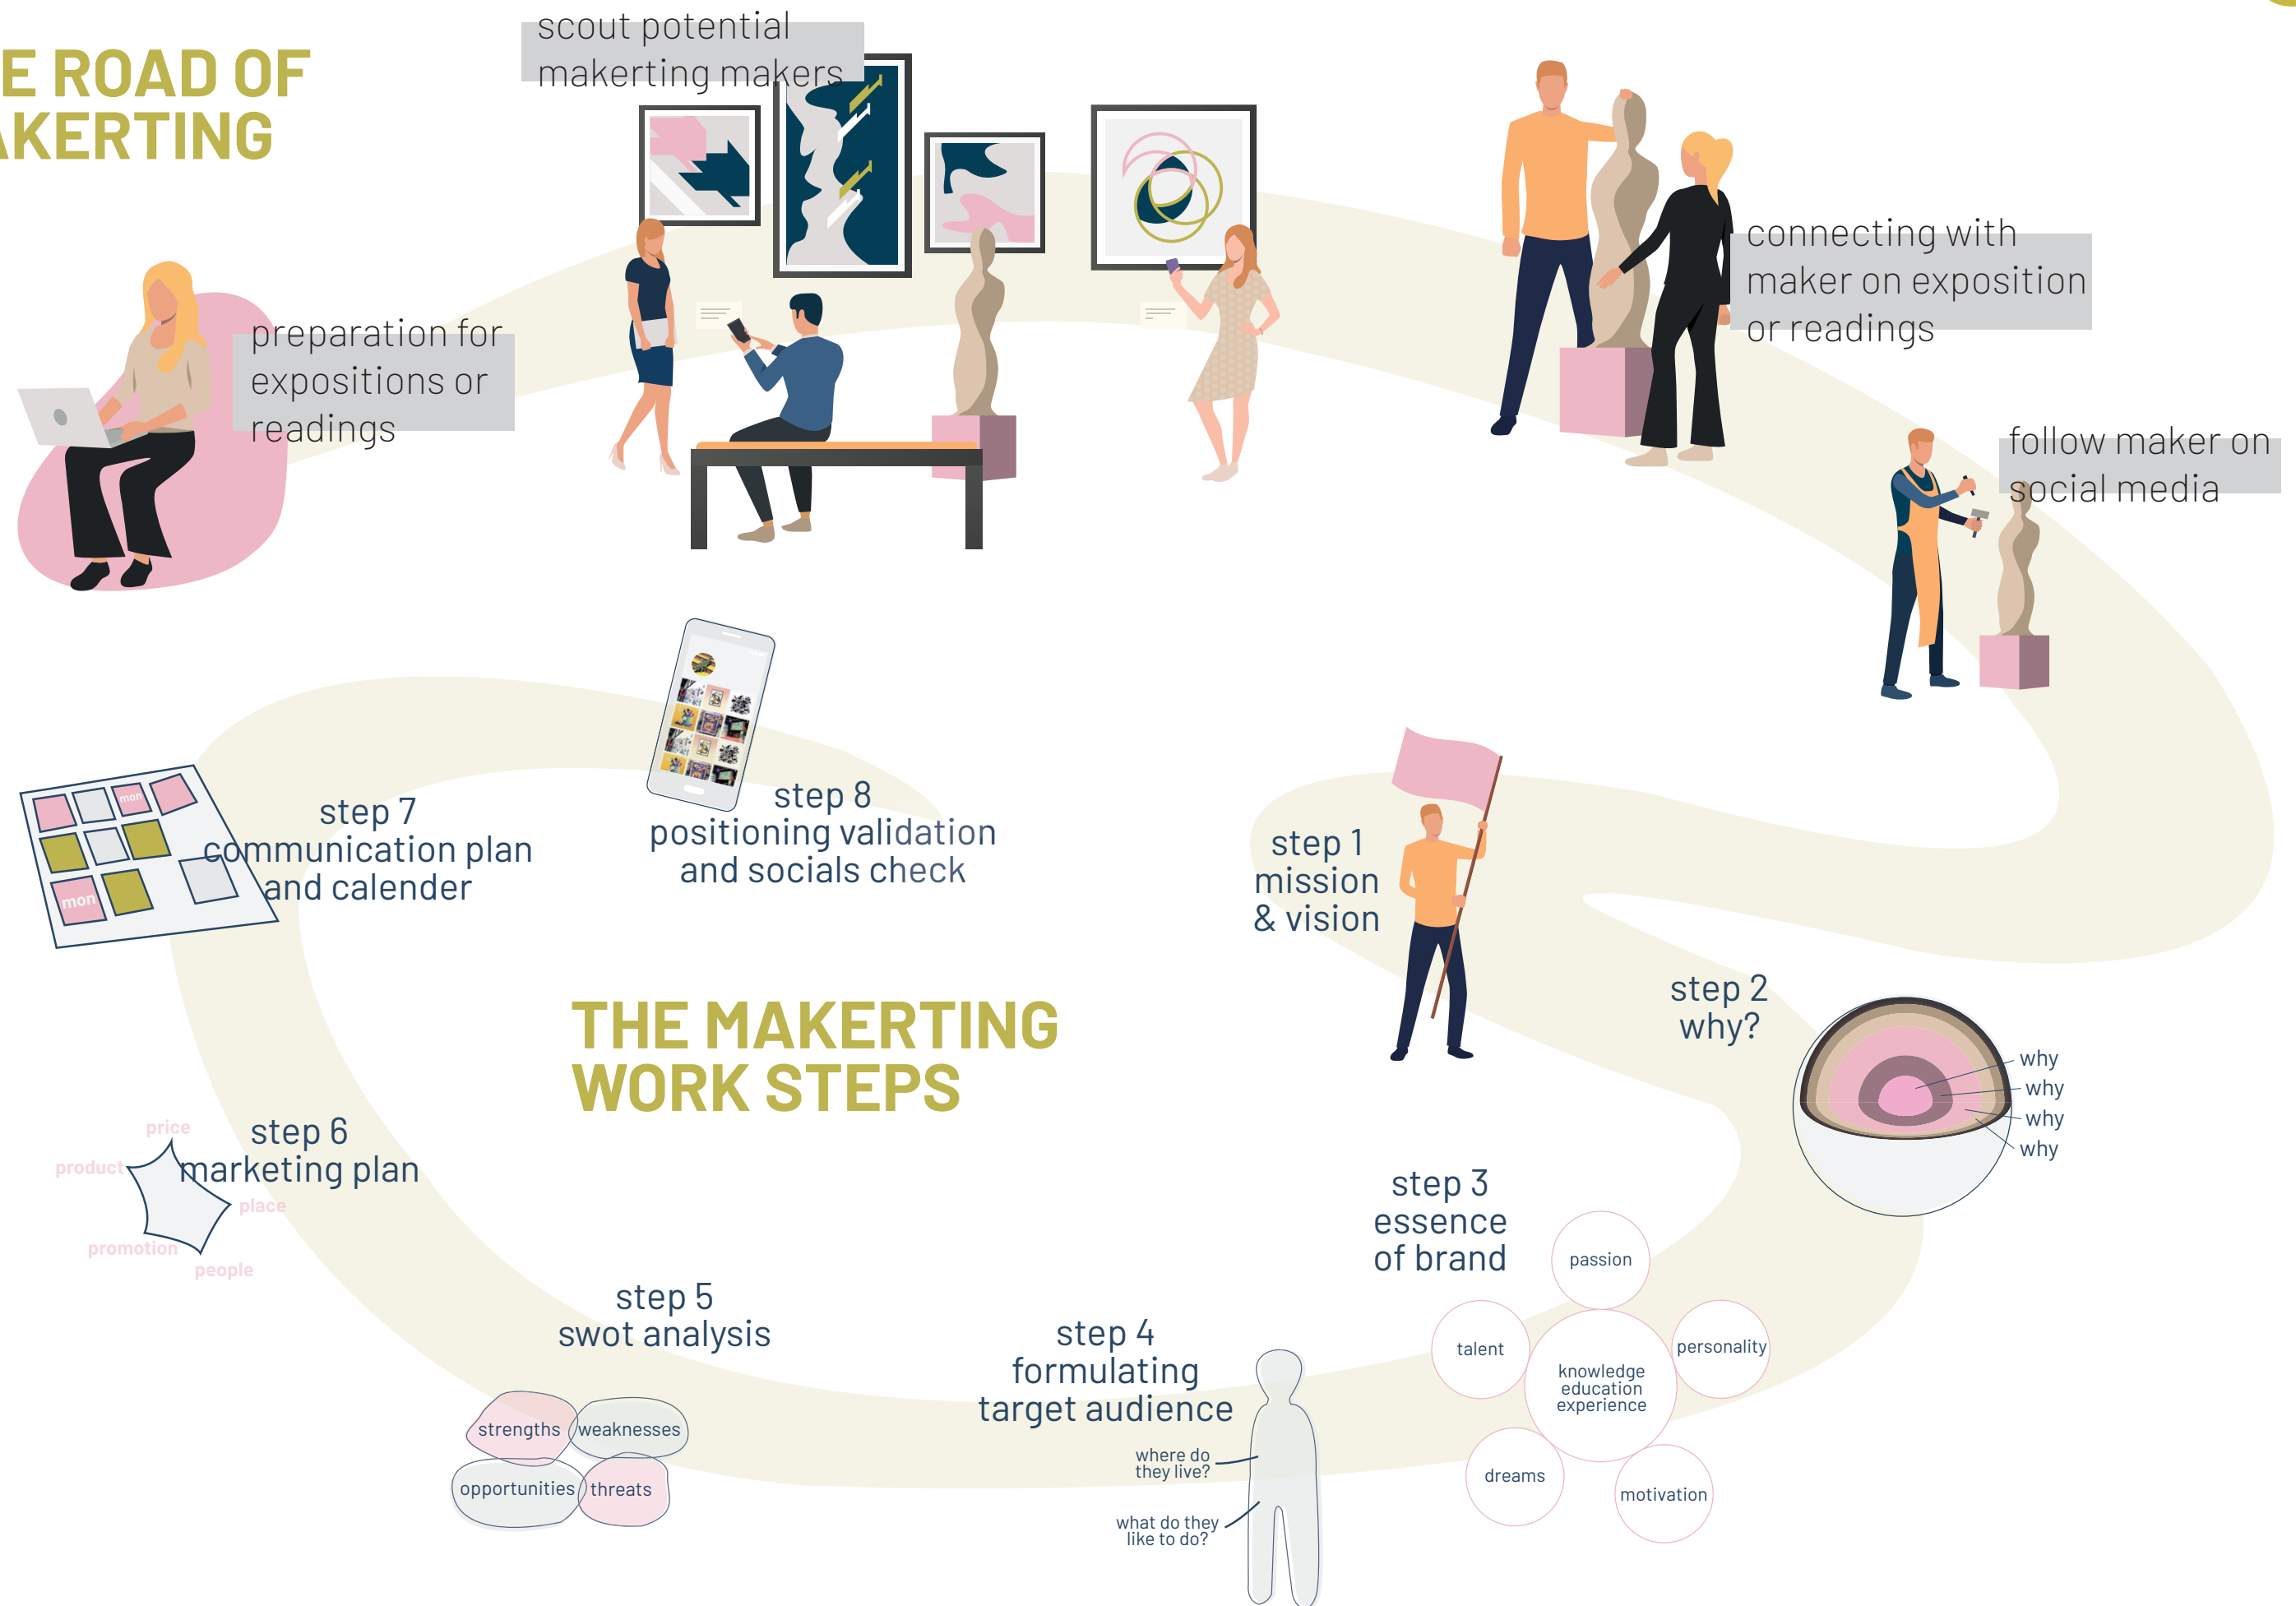 E ROAD OF
AKERTING
scout potential
makerting makers
preparation for
expositions or
readings
connecting with
maker on exposition
or readings
follow maker on
social media
step 1
mission
& vision
step 2
why?
why
why
why
why
step 3
essence
of brand
passion
talent
personality
knowledge
education
experience
dreams
motivation
step 4
formulating
target audience
where do
they live?
what do they
like to do?
step 5
swot analysis
strengths
weaknesses
opportunities
threats
step 6
marketing plan
price
product
place
promotion
people
step 7
communication plan
and calender
mon
mon
step 8
positioning validation
and socials check
THE MAKERTING
WORK STEPS